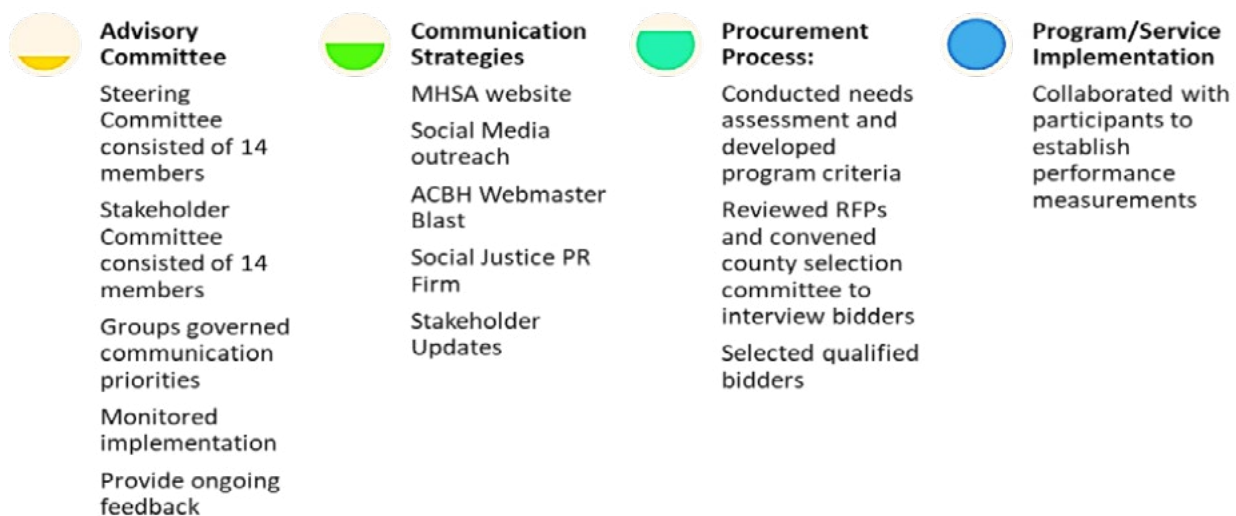 Advisory
Committee
Steering
Committee
consisted of 14
members
Stakeholder
Committee
consisted of 14
members
Groups governed
communication
priorities
Monitored
implementation
Provide ongoing
feedback
Communication
Strategies
MHSA website
Social Media
outreach
ACBH Webmaster
Blast
Social Justice PR
Firm
Stakeholder
Updates
Procurement
Process:
Conducted needs
assessment and
developed
program criteria
Reviewed RFPs
and convened
county selection
committee to
interview bidders
Selected qualified
bidders
Program/Service
Implementation
Collaborated with
participants to
establish
performance
measurements